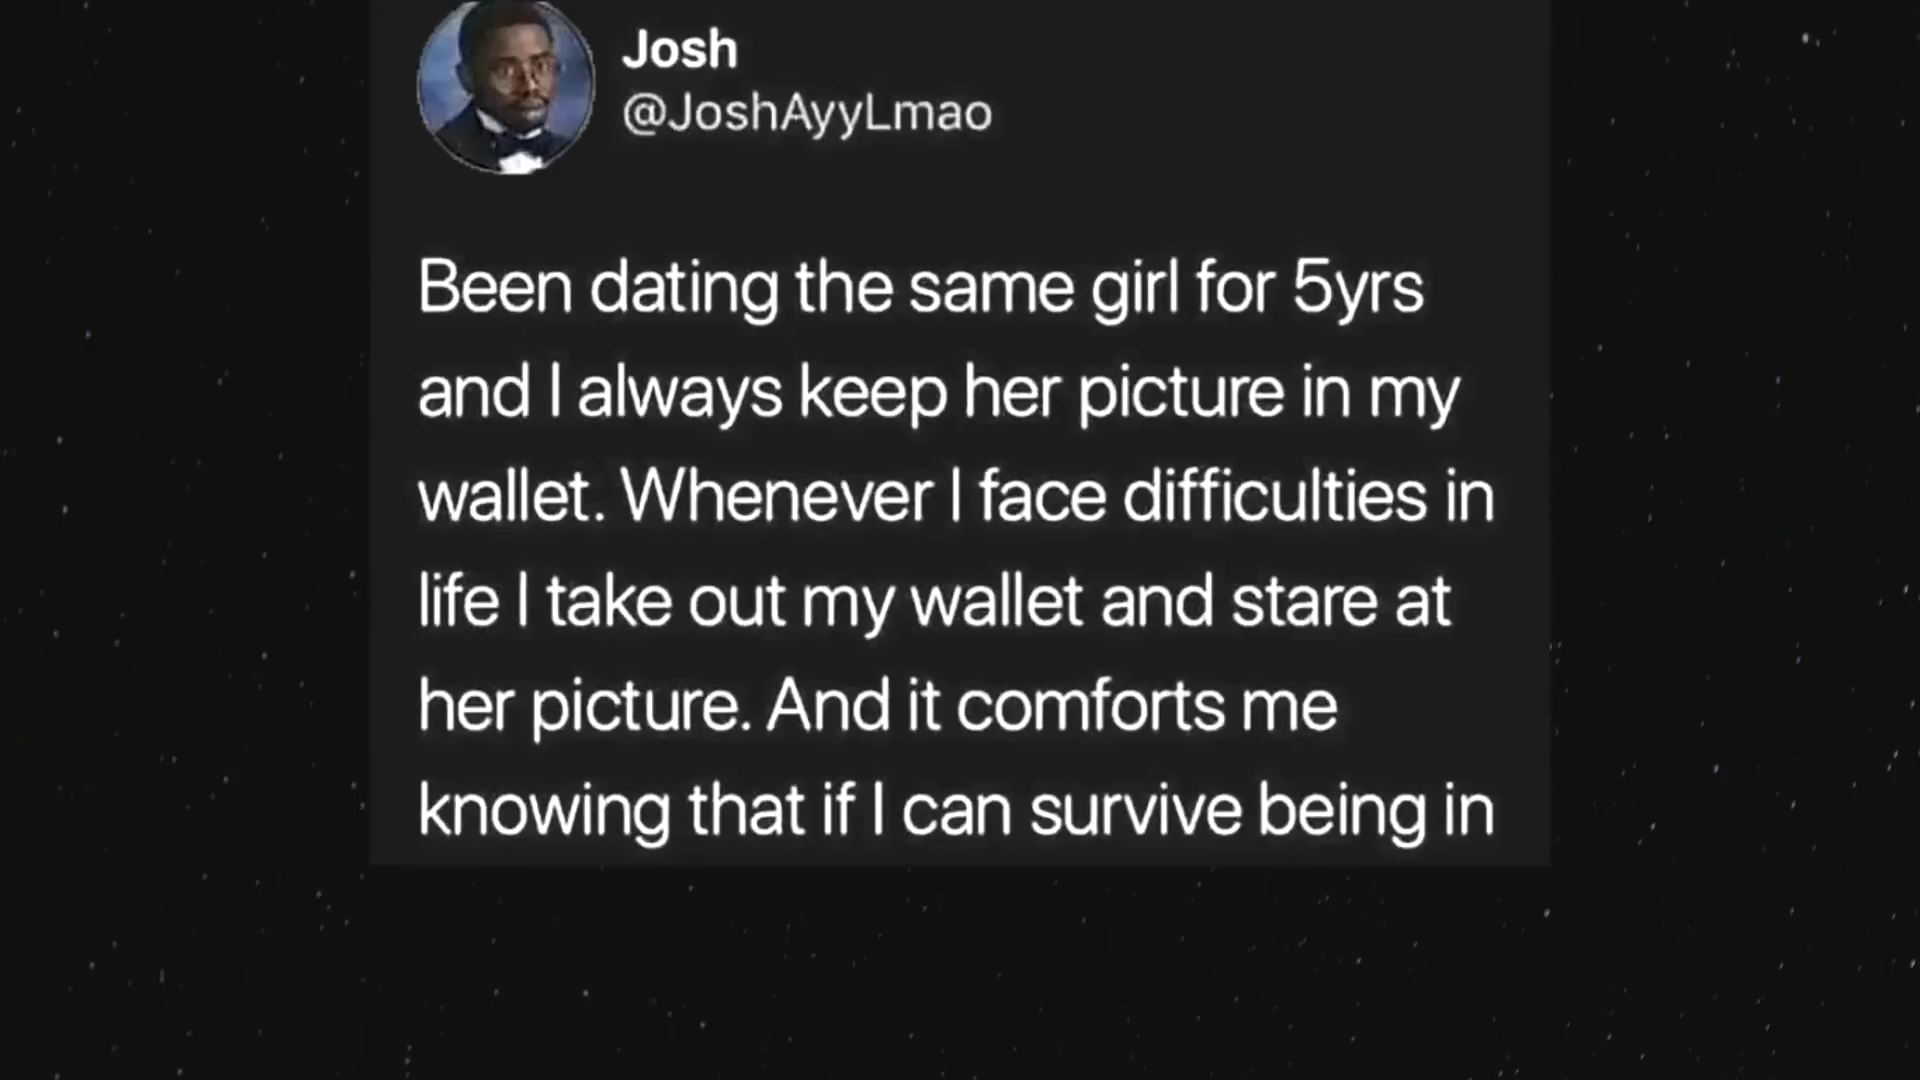 Josh
@JoshAyyLmao
Been dating the same girl for 5yrs
and I always keep her picture in my
wallet. Whenever I face difficulties in
life I take out my wallet and stare at
her picture. And it comforts me
knowing that if I can survive being in